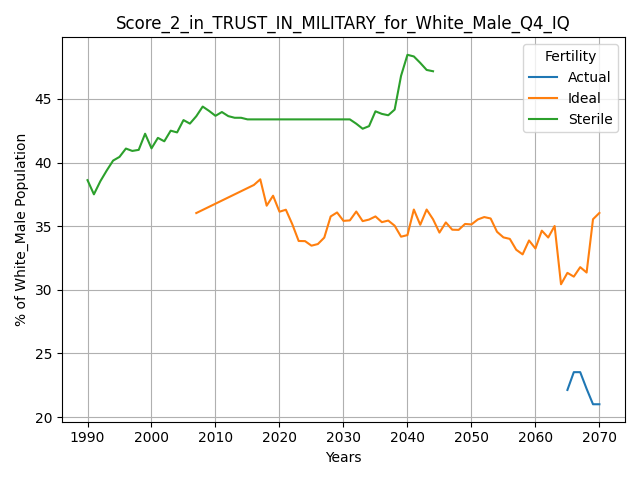 Score_2_in_TRUST_IN_MILITARY_for_White_Male_Q4_IQ
Fertility
Actual
Ideal
Sterile
% of White_Male Population
45
40
35
30
25
20
1990 2000 2010 2020 2030 2040 2050 2060 2070
Years